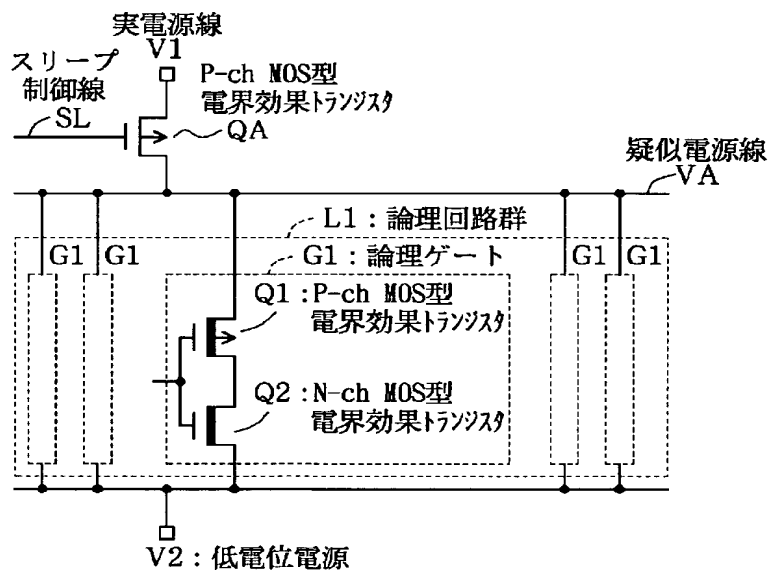 実電源線
V1
スリープ
制御線
SL
P-ch MOS型
電界効果トランジスタ
QA
疑似電源線
VA
L1：論理回路群
G1：論理ゲート
G1
G1
G1
G1
Q1：P-ch MOS型
電界効果トランジスタ
Q2：N-ch MOS型
電界効果トランジスタ
V2：低電位電源